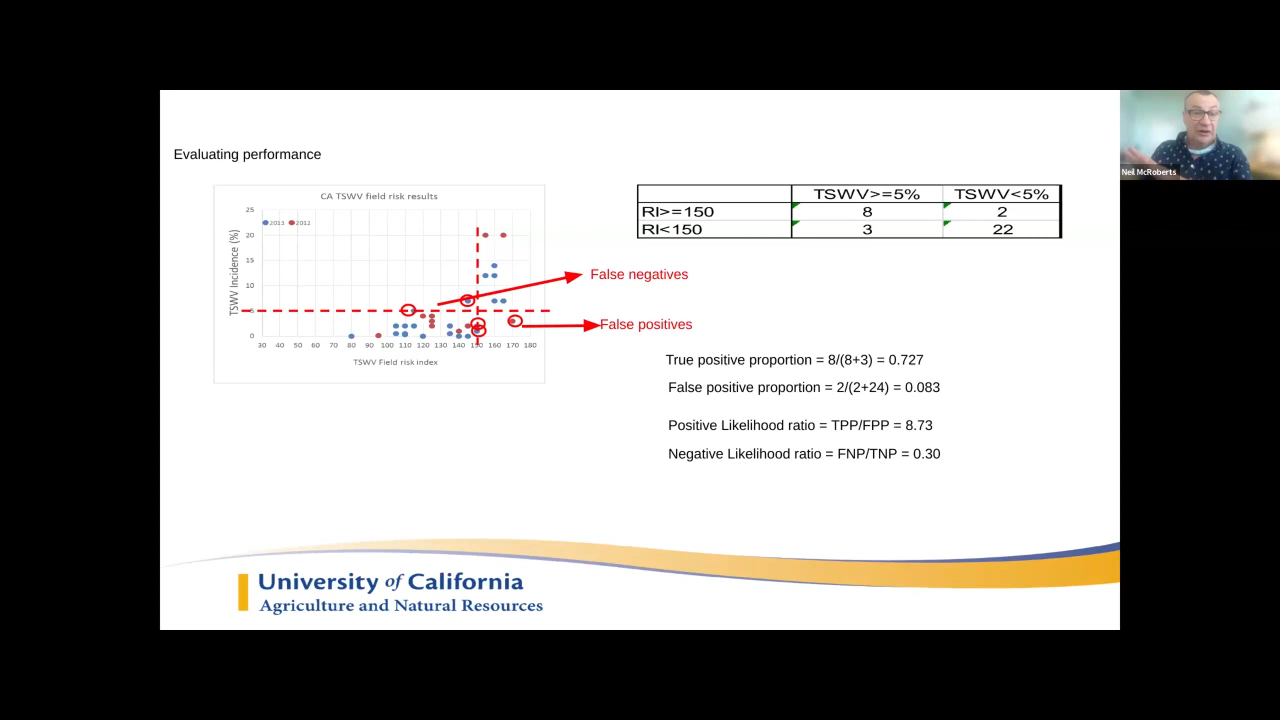 Neil McRoberts
Evaluating performance
CA TSWV field risk results
2013 2012
TSWV Incidence (%)
25
20
15
10
5
0
30 40 50 60 70 80 90 100 110 120 130 140 150 160 170 180
TSWV Field risk index
TSWV>=5% TSWV<5%
RI>=150 8 2
RI<150 3 22
False negatives
False positives
True positive proportion = 8/(8+3) = 0.727
False positive proportion = 2/(2+24) = 0.083
Positive Likelihood ratio = TPP/FPP = 8.73
Negative Likelihood ratio = FNP/TNP = 0.30
University of California
Agriculture and Natural Resources